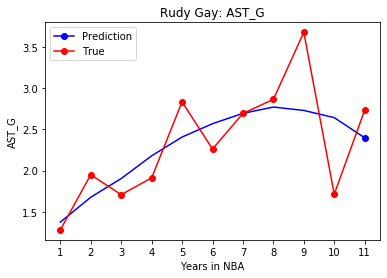 Rudy Gay: AST_G
Prediction
True
3.5
3.0
2.5
2.0
1.5
AST_G
1 2 3 4 5 6 7 8 9 10 11
Years in NBA